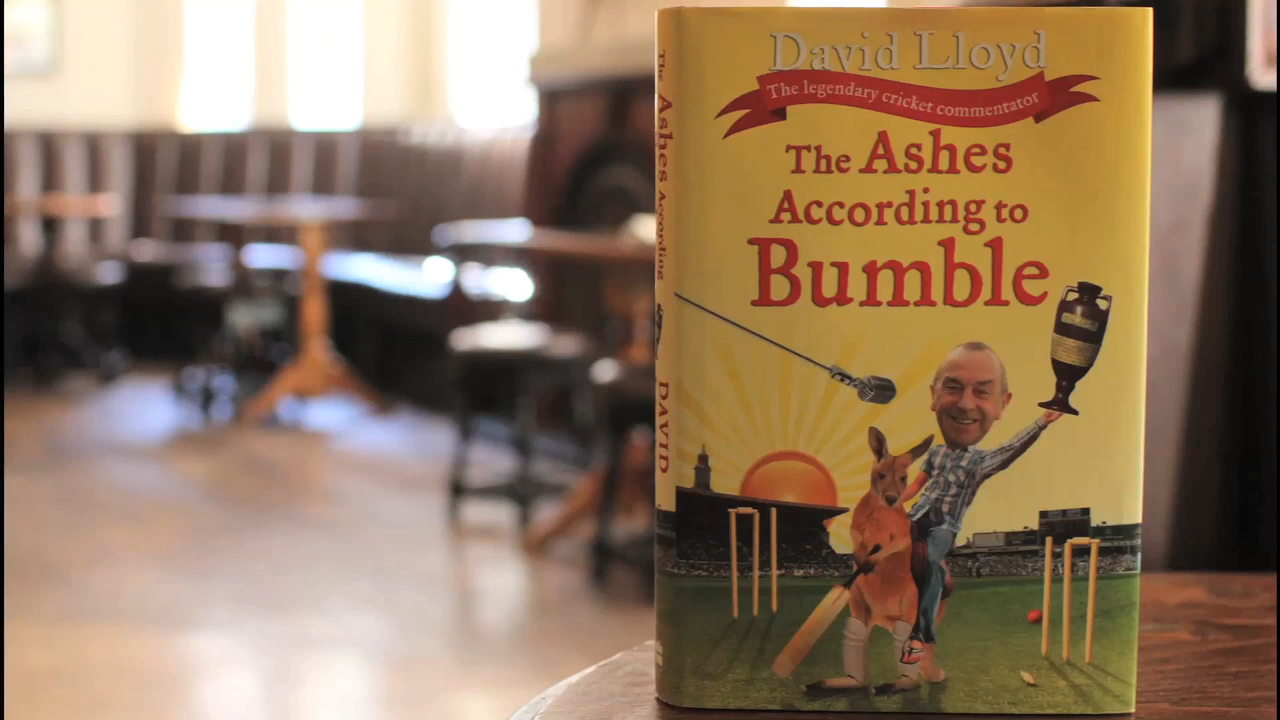 David Lloyd
The legendary cricket commentator
The Ashes
According to
Bumble
The Ashes According
DAVID